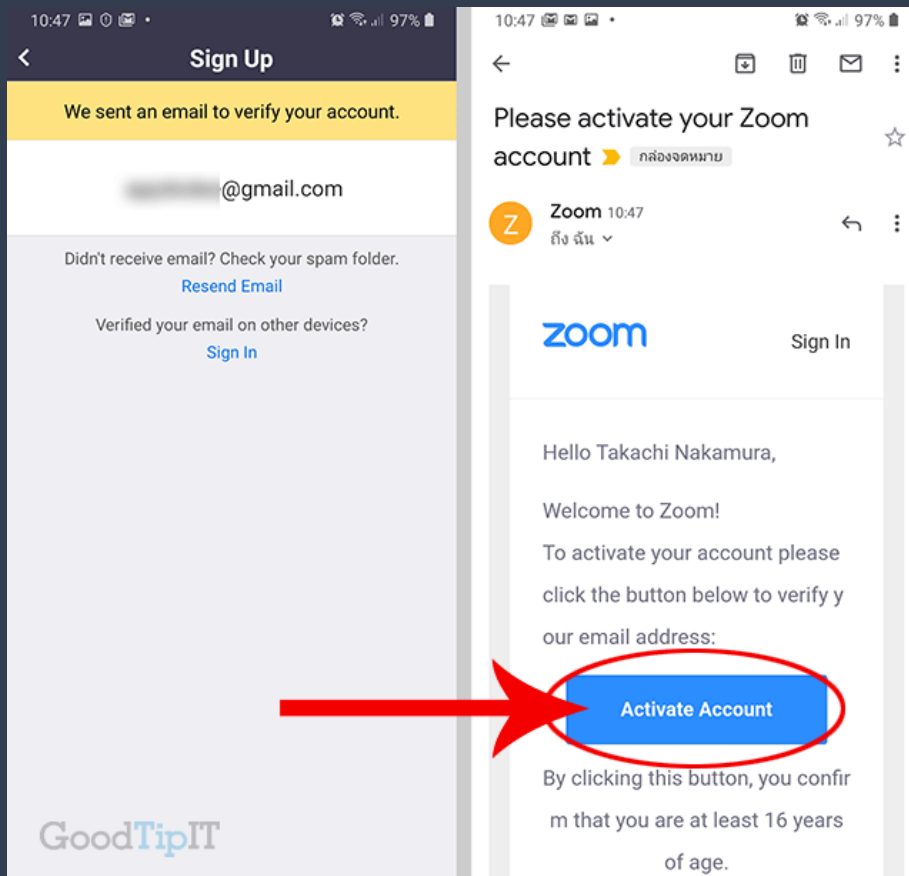 10:47
97%
Sign Up
We sent an email to verify your account.
@gmail.com
Didn't receive email? Check your spam folder.
Resend Email
Verified your email on other devices?
Sign In
GoodTipIT
10:47
97%
Please activate your Zoom
account กล่องจดหมาย
Z
Zoom 10:47
ถึง ฉัน
zoom
Sign In
Hello Takachi Nakamura,
Welcome to Zoom!
To activate your account please
click the button below to verify y
our email address:
Activate Account
By clicking this button, you confir
m that you are at least 16 years
of age.